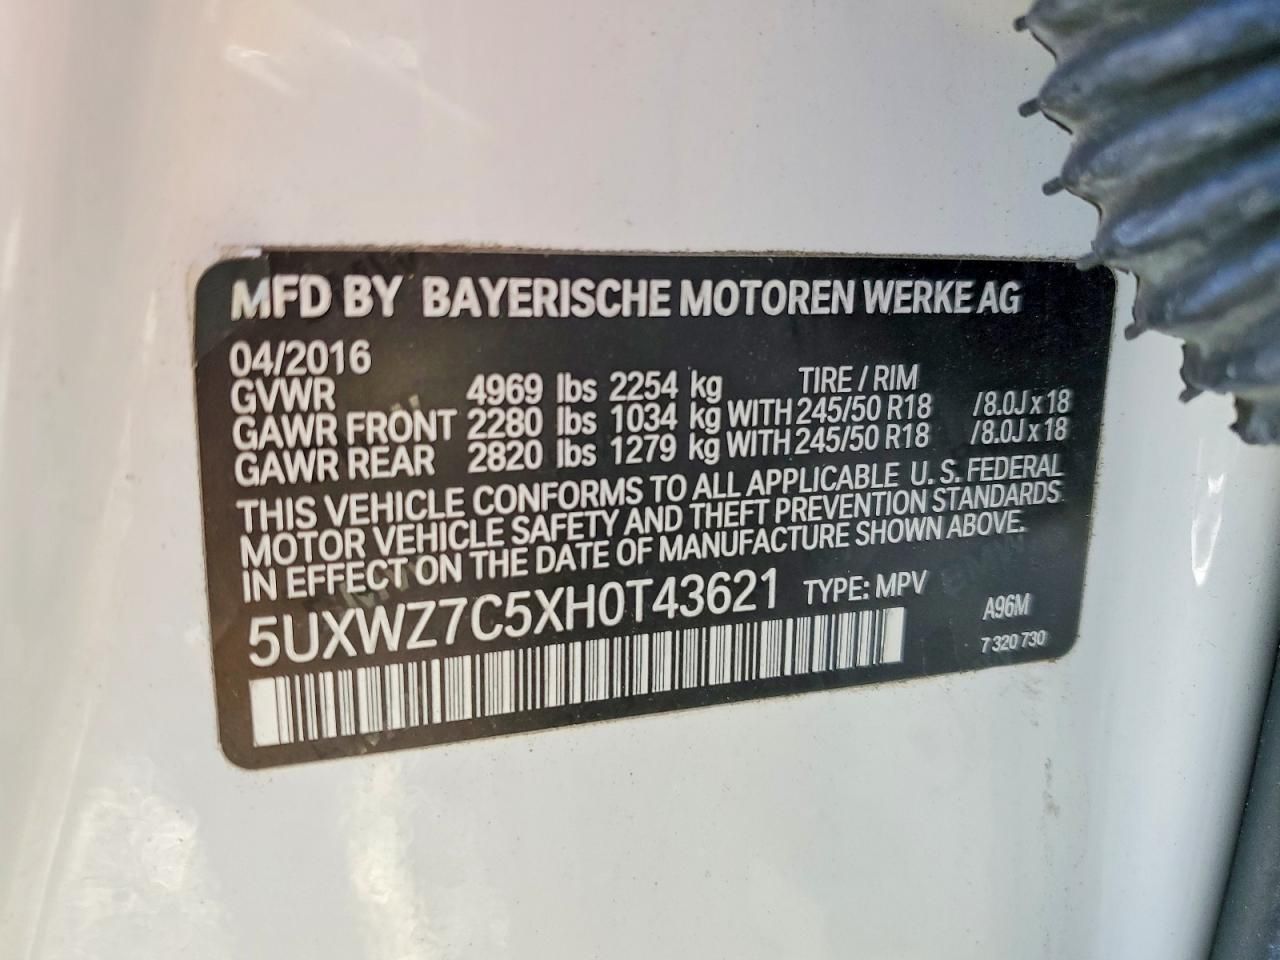 MFD BY BAYERISCHE MOTOREN WERKE AG
04/2016
TIRE / RIM
GVWR 4969 lbs 2254 kg
GAWR FRONT 2280 lbs 1034 kg WITH 245/50 R18 /8.0J x 18
GAWR REAR 2820 lbs 1279 kg WITH 245/50 R18 /8.0J x 18
THIS VEHICLE CONFORMS TO ALL APPLICABLE U. S. FEDERAL
MOTOR VEHICLE SAFETY AND THEFT PREVENTION STANDARDS
IN EFFECT ON THE DATE OF MANUFACTURE SHOWN ABOVE.
5UXWZ7C5XH0T43621 TYPE: MPV
A96M
7 320 730